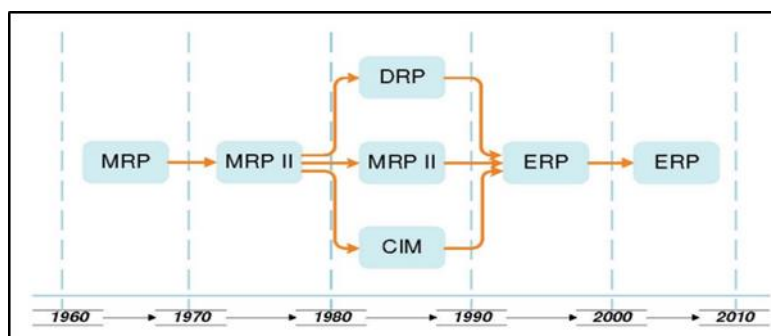 DRP
MRP
MRP II
MRP II
ERP
ERP
CIM
1960
1970
1980
1990
2000
2010